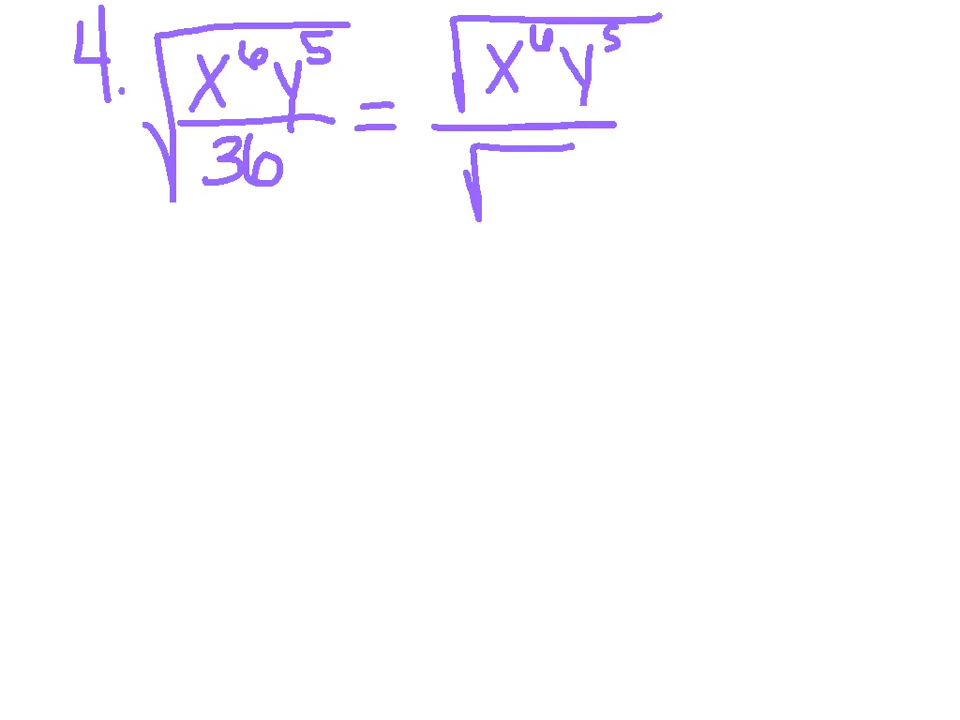 4. √(x⁶y⁵/36) = √(x⁶y⁵)/√